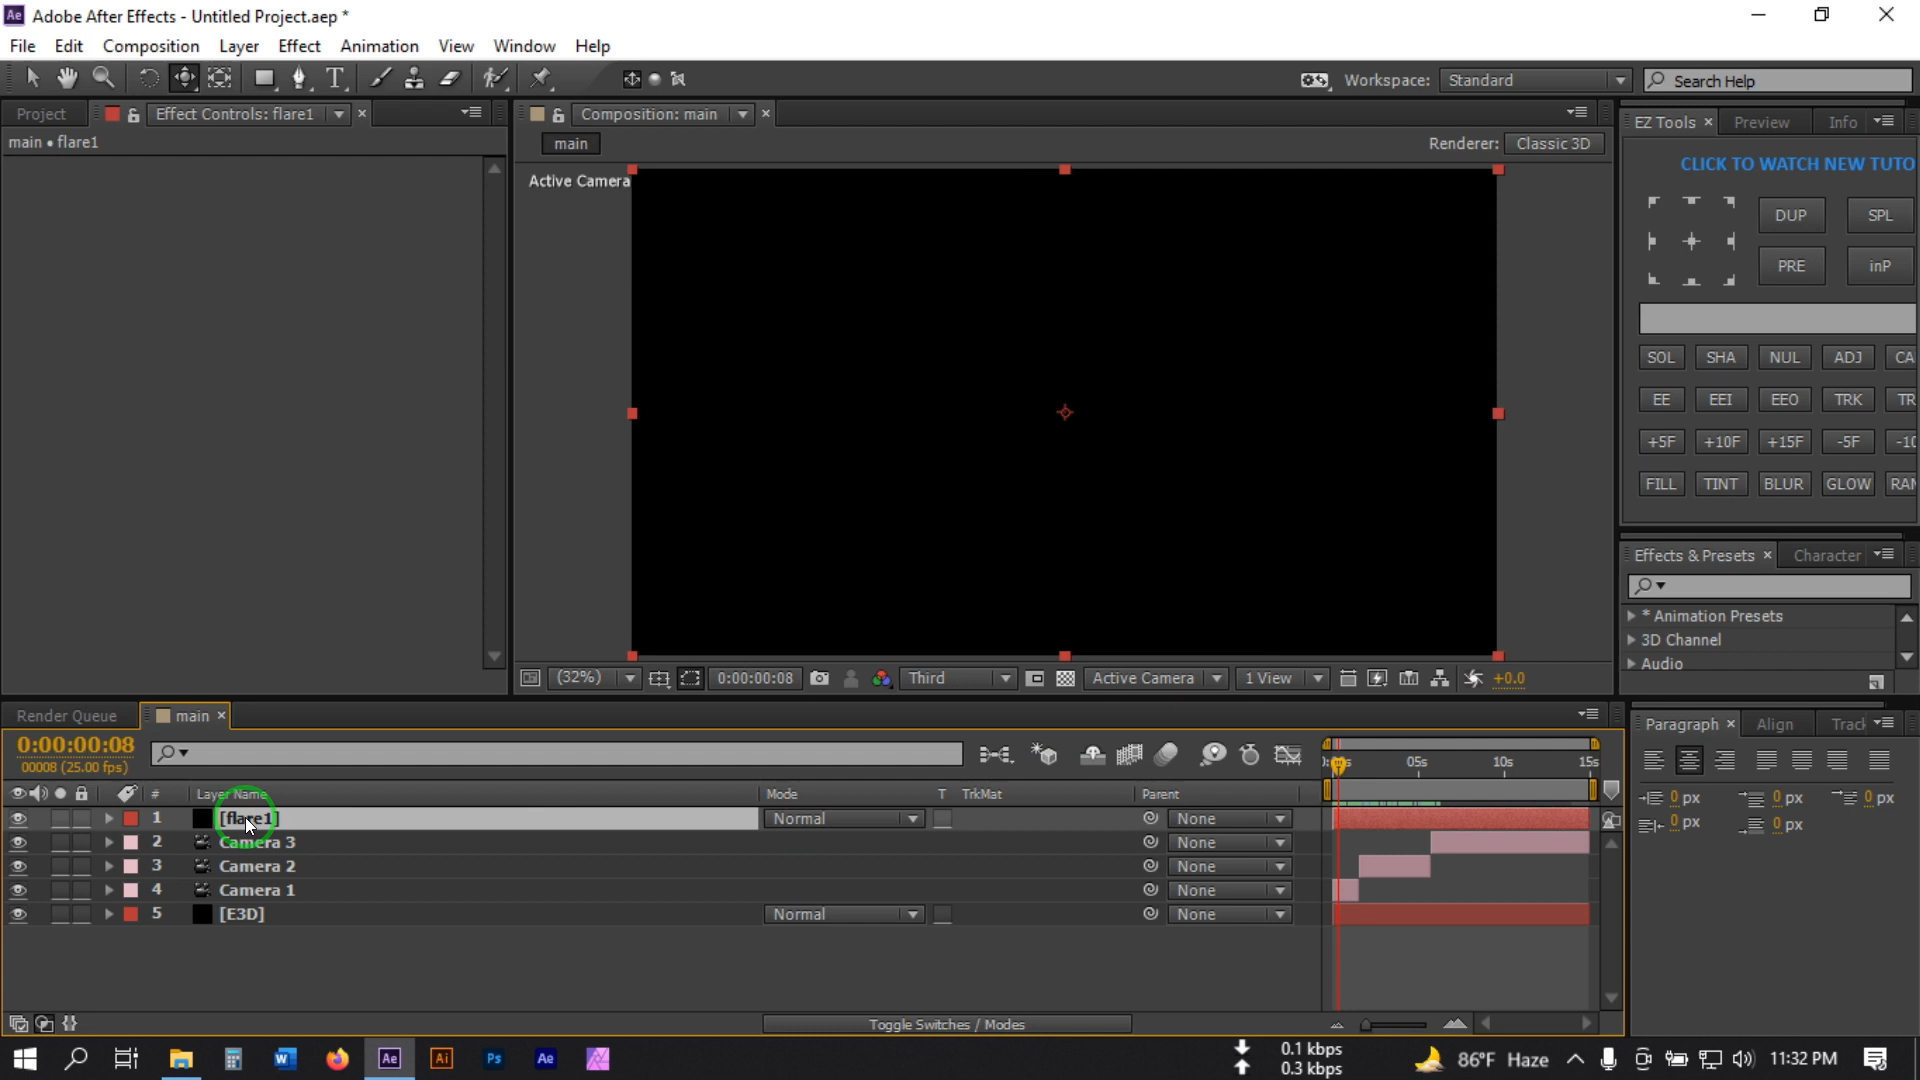 Ae Adobe After Effects - Untitled Project.aep *
File Edit Composition Layer Effect Animation View Window Help
Workspace: Standard Search Help
Project Effect Controls: flare1 ×
main • flare1
Composition: main ×
main
Renderer: Classic 3D
Active Camera
EZ Tools × Preview Info
CLICK TO WATCH NEW TUTO
DUP SPL
PRE inP
SOL SHA NUL ADJ CA
EE EEI EEO TRK TR
+5F +10F +15F -5F -10
FILL TINT BLUR GLOW RAN
Effects & Presets × Character
* Animation Presets
3D Channel
Audio
(32%) 0:00:00:08 Third Active Camera 1 View +0.0
Render Queue main ×
0:00:00:08
00008 (25.00 fps)
05s 10s 15s
# Layer Name Mode T TrkMat Parent
1 [flare1] Normal None
2 Camera 3 None
3 Camera 2 None
4 Camera 1 None
5 [E3D] Normal None
Toggle Switches / Modes
Paragraph × Align Track
0 px 0 px 0 px
0 px 0 px
Ae Ai Ps Ae
0.1 kbps
0.3 kbps
86°F Haze 11:32 PM